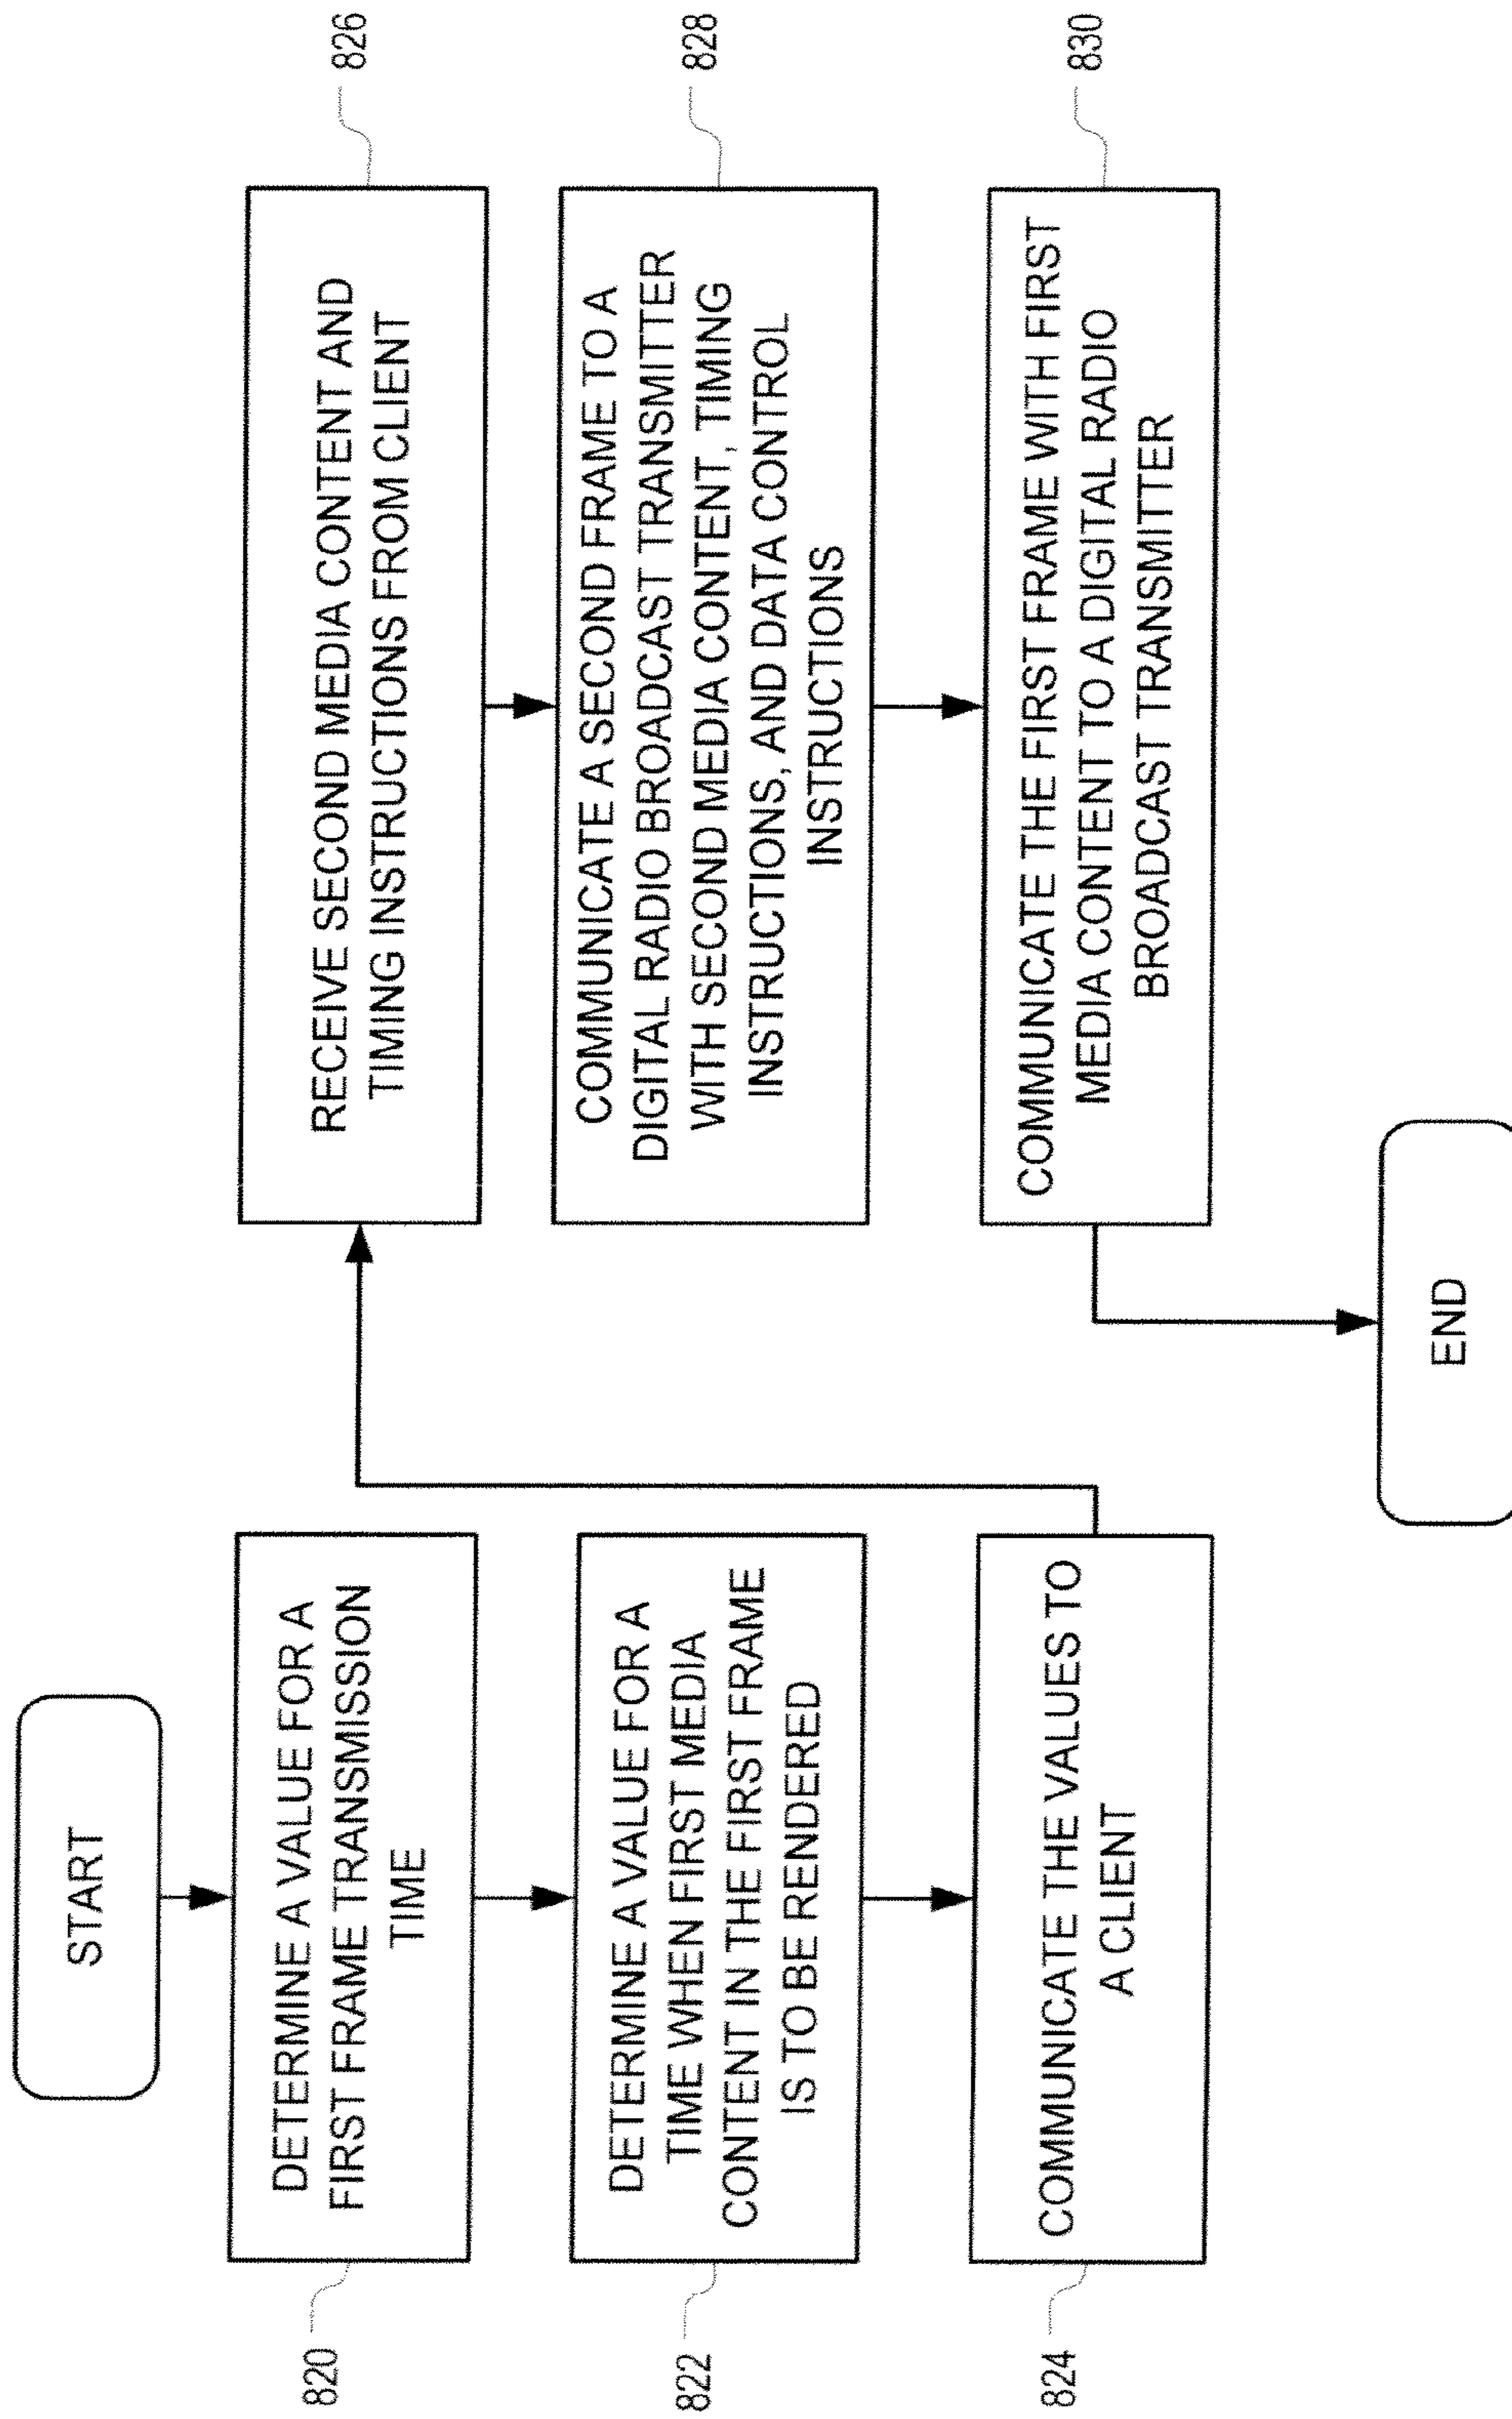 START
DETERMINE A VALUE FOR A
FIRST FRAME TRANSMISSION
TIME
820
DETERMINE A VALUE FOR A
TIME WHEN FIRST MEDIA
CONTENT IN THE FIRST FRAME
IS TO BE RENDERED
822
COMMUNICATE THE VALUES TO
A CLIENT
824
RECEIVE SECOND MEDIA CONTENT AND
TIMING INSTRUCTIONS FROM CLIENT
826
COMMUNICATE A SECOND FRAME TO A
DIGITAL RADIO BROADCAST TRANSMITTER
WITH SECOND MEDIA CONTENT, TIMING
INSTRUCTIONS, AND DATA CONTROL
INSTRUCTIONS
828
COMMUNICATE THE FIRST FRAME WITH FIRST
MEDIA CONTENT TO A DIGITAL RADIO
BROADCAST TRANSMITTER
830
END